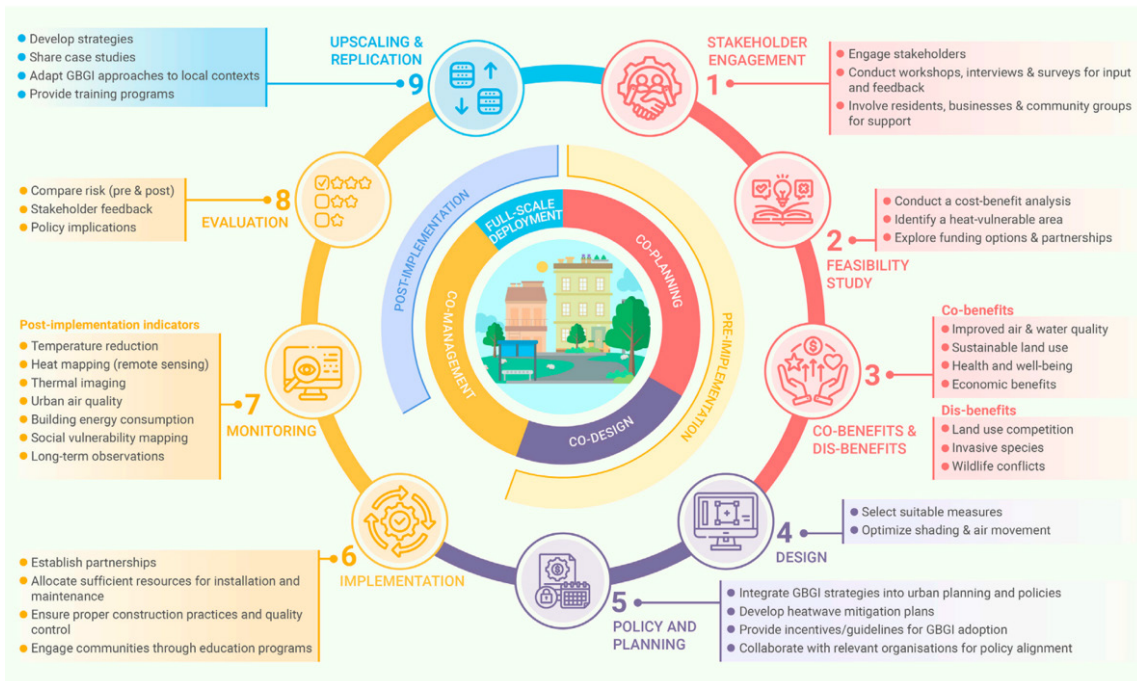 1
STAKEHOLDER
ENGAGEMENT
Engage stakeholders
Conduct workshops, interviews & surveys for input
and feedback
Involve residents, businesses & community groups
for support
2
FEASIBILITY
STUDY
Conduct a cost-benefit analysis
Identify a heat-vulnerable area
Explore funding options & partnerships
3
CO-BENEFITS &
DIS-BENEFITS
Co-benefits
Improved air & water quality
Sustainable land use
Health and well-being
Economic benefits
Dis-benefits
Land use competition
Invasive species
Wildlife conflicts
4
DESIGN
Select suitable measures
Optimize shading & air movement
5
POLICY AND
PLANNING
Integrate GBGI strategies into urban planning and policies
Develop heatwave mitigation plans
Provide incentives/guidelines for GBGI adoption
Collaborate with relevant organisations for policy alignment
6
IMPLEMENTATION
Establish partnerships
Allocate sufficient resources for installation and
maintenance
Ensure proper construction practices and quality
control
Engage communities through education programs
7
MONITORING
Post-implementation indicators
Temperature reduction
Heat mapping (remote sensing)
Thermal imaging
Urban air quality
Building energy consumption
Social vulnerability mapping
Long-term observations
8
EVALUATION
Compare risk (pre & post)
Stakeholder feedback
Policy implications
9
UPSCALING &
REPLICATION
Develop strategies
Share case studies
Adapt GBGI approaches to local contexts
Provide training programs
PRE-IMPLEMENTATION
POST-IMPLEMENTATION
CO-PLANNING
CO-DESIGN
CO-MANAGEMENT
FULL-SCALE
DEPLOYMENT